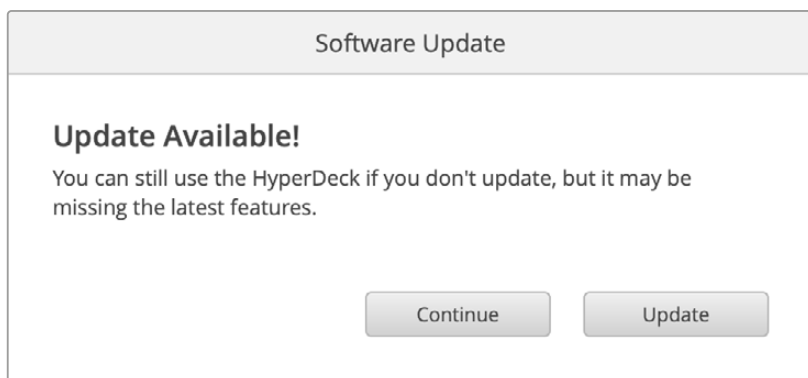 Software Update
Update Available!
You can still use the HyperDeck if you don't update, but it may be
missing the latest features.
Continue
Update